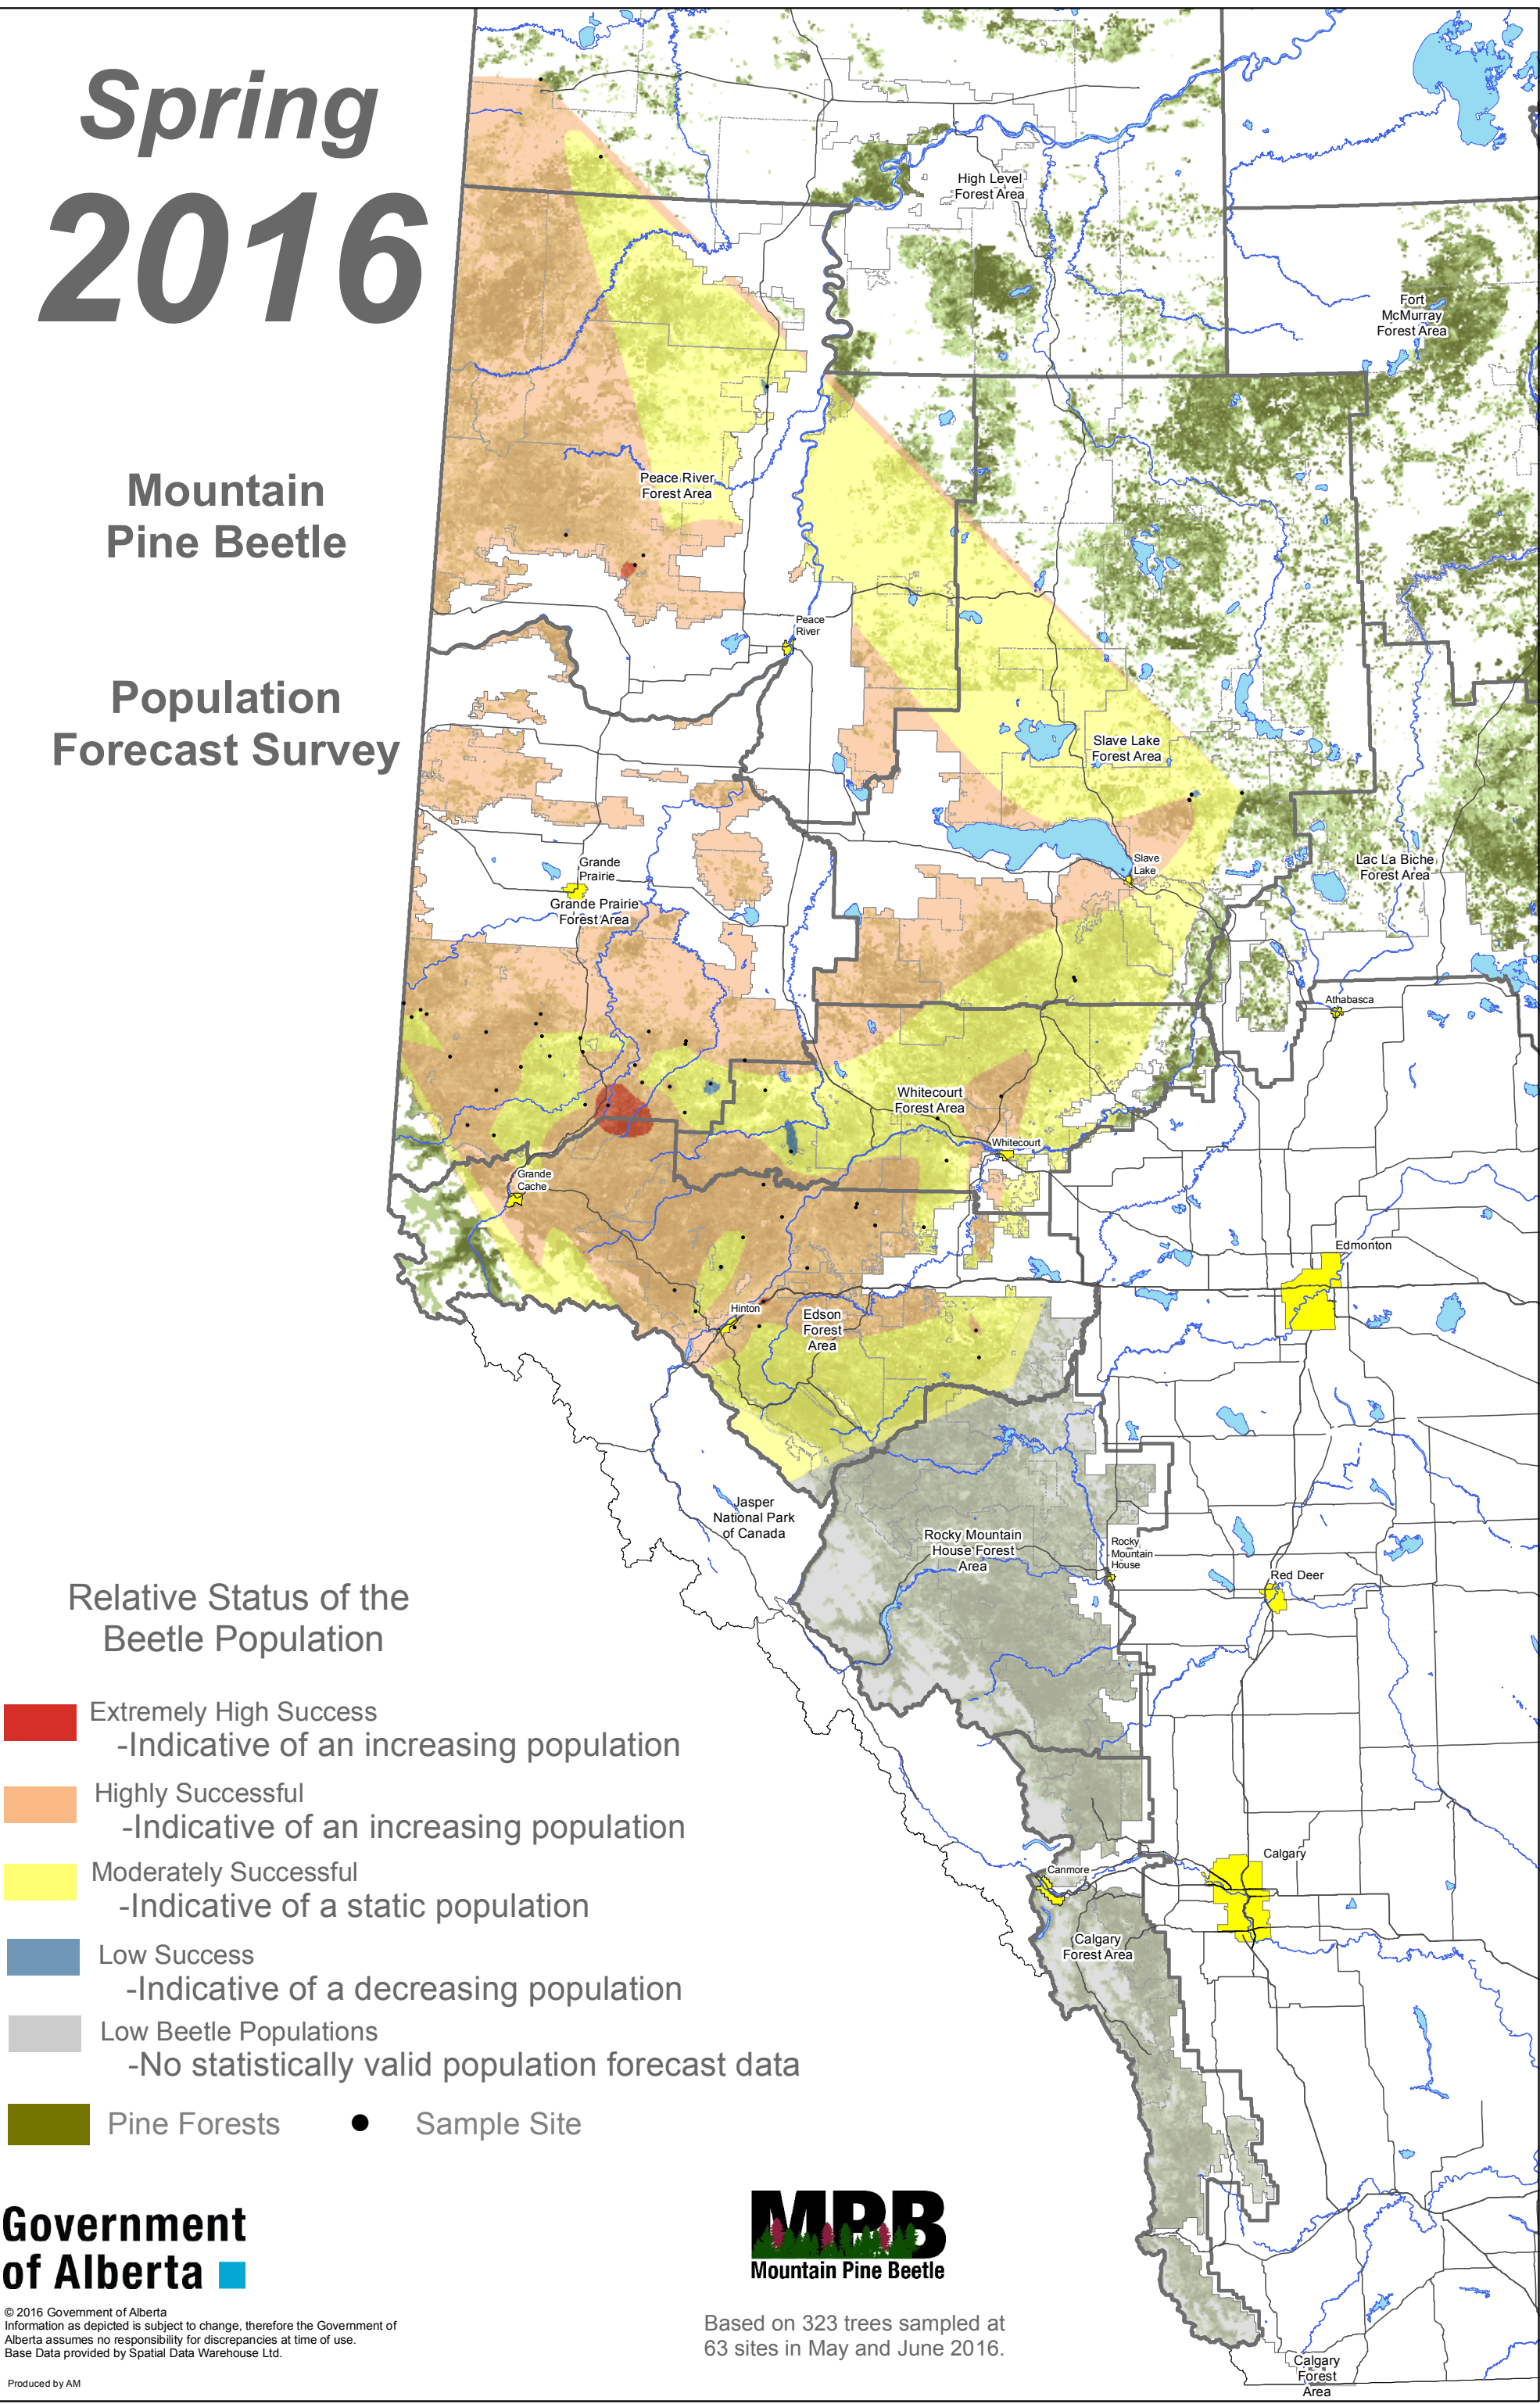 Spring
2016
Mountain
Pine Beetle
Population
Forecast Survey
High Level
Forest Area
Fort
McMurray
Forest Area
Peace River
Forest Area
Peace
River
Slave Lake
Forest Area
Slave
Lake
Lac La Biche
Forest Area
Grande
Prairie
Grande Prairie
Forest Area
Athabasca
Whitecourt
Forest Area
Whitecourt
Grande
Cache
Edmonton
Hinton
Edson
Forest
Area
Jasper
National Park
of Canada
Rocky Mountain
House Forest
Area
Rocky
Mountain
House
Red Deer
Calgary
Canmore
Calgary
Forest Area
Calgary
Forest
Area
Relative Status of the
Beetle Population
Extremely High Success
-Indicative of an increasing population
Highly Successful
-Indicative of an increasing population
Moderately Successful
-Indicative of a static population
Low Success
-Indicative of a decreasing population
Low Beetle Populations
-No statistically valid population forecast data
Pine Forests
Sample Site
Government
of Alberta
© 2016 Government of Alberta
Information as depicted is subject to change, therefore the Government of
Alberta assumes no responsibility for discrepancies at time of use.
Base Data provided by Spatial Data Warehouse Ltd.
Produced by AM
MPB
Mountain Pine Beetle
Based on 323 trees sampled at
63 sites in May and June 2016.